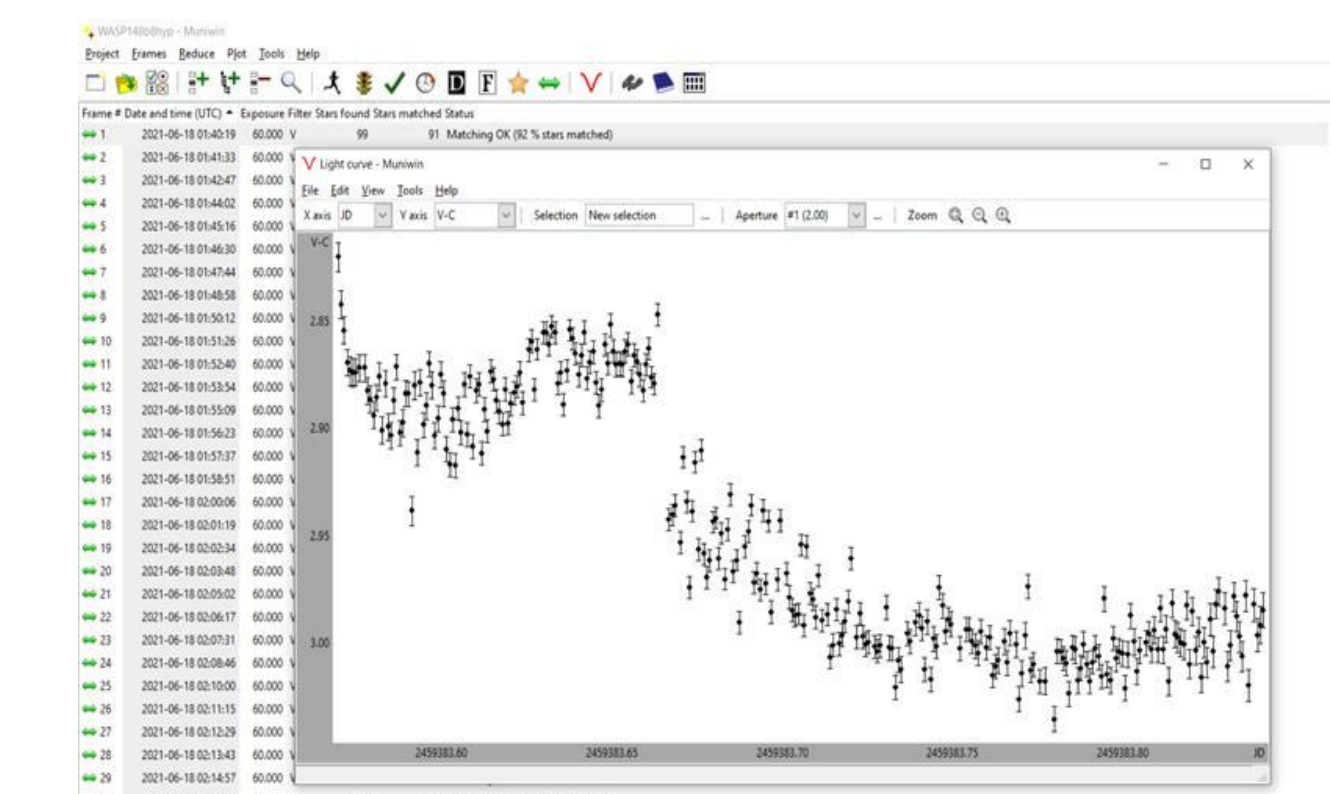 WASP148b8hyp - Muniwin
Project Frames Reduce Plot Tools Help
Frame # Date and time (UTC) Exposure Filter Stars found Stars matched Status
1 2021-06-18 01:40:19 60.000 V 99 91 Matching OK (92 % stars matched)
2 2021-06-18 01:41:33 60.000 V
3 2021-06-18 01:42:47 60.000 V
4 2021-06-18 01:44:02 60.000 V
5 2021-06-18 01:45:16 60.000 V
6 2021-06-18 01:46:30 60.000 V
7 2021-06-18 01:47:44 60.000 V
8 2021-06-18 01:48:58 60.000 V
9 2021-06-18 01:50:12 60.000 V
10 2021-06-18 01:51:26 60.000 V
11 2021-06-18 01:52:40 60.000 V
12 2021-06-18 01:53:54 60.000 V
13 2021-06-18 01:55:09 60.000 V
14 2021-06-18 01:56:23 60.000 V
15 2021-06-18 01:57:37 60.000 V
16 2021-06-18 01:58:51 60.000 V
17 2021-06-18 02:00:06 60.000 V
18 2021-06-18 02:01:19 60.000 V
19 2021-06-18 02:02:34 60.000 V
20 2021-06-18 02:03:48 60.000 V
21 2021-06-18 02:05:02 60.000 V
22 2021-06-18 02:06:17 60.000 V
23 2021-06-18 02:07:31 60.000 V
24 2021-06-18 02:08:46 60.000 V
25 2021-06-18 02:10:00 60.000 V
26 2021-06-18 02:11:15 60.000 V
27 2021-06-18 02:12:29 60.000 V
28 2021-06-18 02:13:43 60.000 V
29 2021-06-18 02:14:57 60.000 V
Light curve - Muniwin
File Edit View Tools Help
X axis JD Y axis V-C Selection New selection ... Aperture #1 (2.00) ... Zoom
V-C
2.85
2.90
2.95
3.00
2459383.60 2459383.65 2459383.70 2459383.75 2459383.80 JD